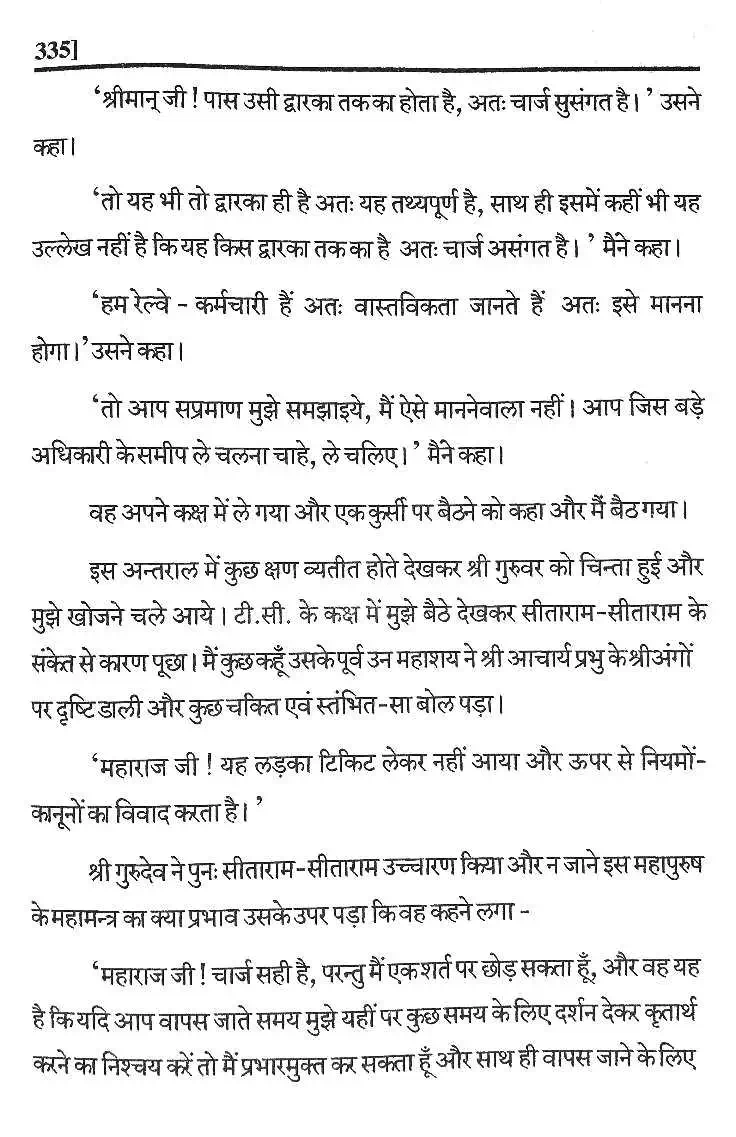 335]
'श्रीमान् जी ! पास उसी द्वारका तक का होता है, अतः चार्ज सुसंगत है। ' उसने
कहा।
'तो यह भी तो द्वारका ही है अतः यह तथ्यपूर्ण है, साथ ही इसमें कहीं भी यह
उल्लेख नहीं है कि यह किस द्वारका तक का है अतः चार्ज असंगत है। ' मैंने कहा।
'हम रेल्वे - कर्मचारी हैं अतः वास्तविकता जानते हैं अतः इसे मानना
होगा।' उसने कहा।
'तो आप सप्रमाण मुझे समझाइये, मैं ऐसे माननेवाला नहीं। आप जिस बड़े
अधिकारी के समीप ले चलना चाहे, ले चलिए। ' मैंने कहा।
वह अपने कक्ष में ले गया और एक कुर्सी पर बैठने को कहा और मैं बैठ गया।
इस अन्तराल में कुछ क्षण व्यतीत होते देखकर श्री गुरुवर को चिन्ता हुई और
मुझे खोजने चले आये। टी.सी. के कक्ष में मुझे बैठे देखकर सीताराम-सीताराम के
संकेत से कारण पूछा। मैं कुछ कहूँ उसके पूर्व उन महाशय ने श्री आचार्य प्रभु के श्रीअंगों
पर दृष्टि डाली और कुछ चकित एवं स्तंभित-सा बोल पड़ा।
'महाराज जी ! यह लड़का टिकिट लेकर नहीं आया और ऊपर से नियमों-
कानूनों का विवाद करता है। '
श्री गुरुदेव ने पुनः सीताराम-सीताराम उच्चारण किया और न जाने इस महापुरुष
के महामन्त्र का क्या प्रभाव उसके उपर पड़ा कि वह कहने लगा -
'महाराज जी ! चार्ज सही है, परन्तु मैं एक शर्त पर छोड़ सकता हूँ, और वह यह
है कि यदि आप वापस जाते समय मुझे यहीं पर कुछ समय के लिए दर्शन देकर कृतार्थ
करने का निश्चय करें तो मैं प्रभारमुक्त कर सकता हूँ और साथ ही वापस जाने के लिए